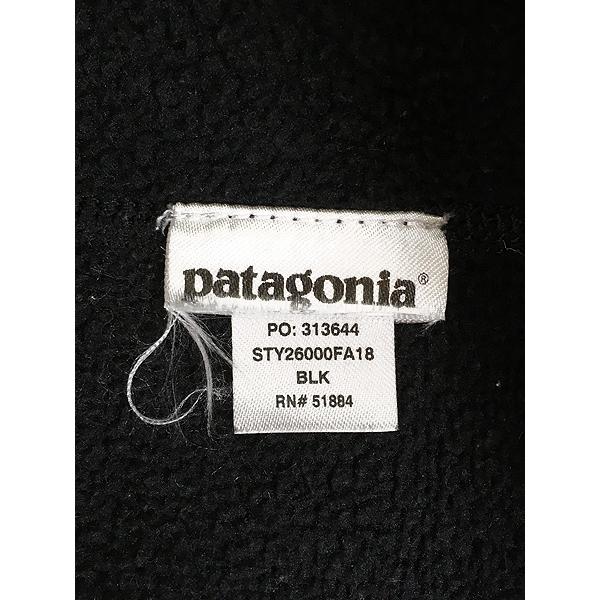 patagonia®
PO: 313644
STY26000FA18
BLK
RN# 51884